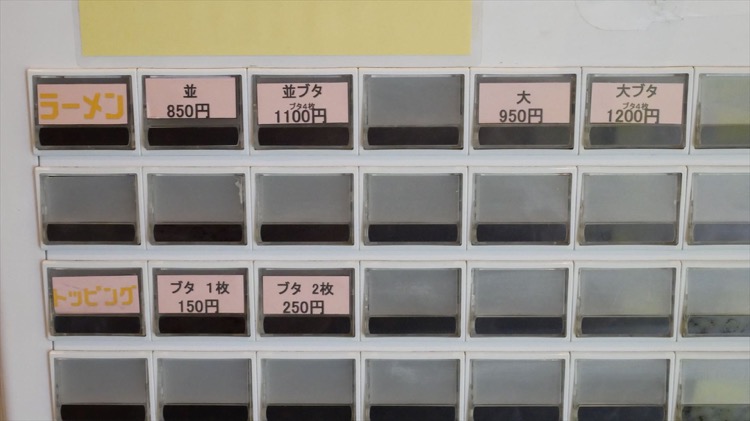 ラーメン
並
850円
並ブタ
ブタ4枚
1100円
大
950円
大ブタ
ブタ4枚
1200円
トッピング
ブタ 1枚
150円
ブタ 2枚
250円